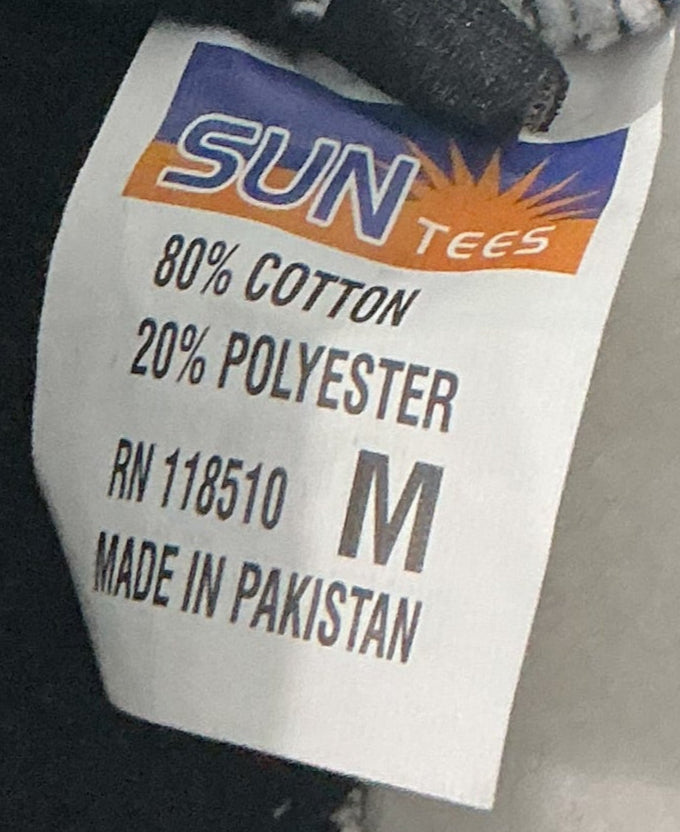 SUN TEES
80% COTTON
20% POLYESTER
RN 118510 M
MADE IN PAKISTAN